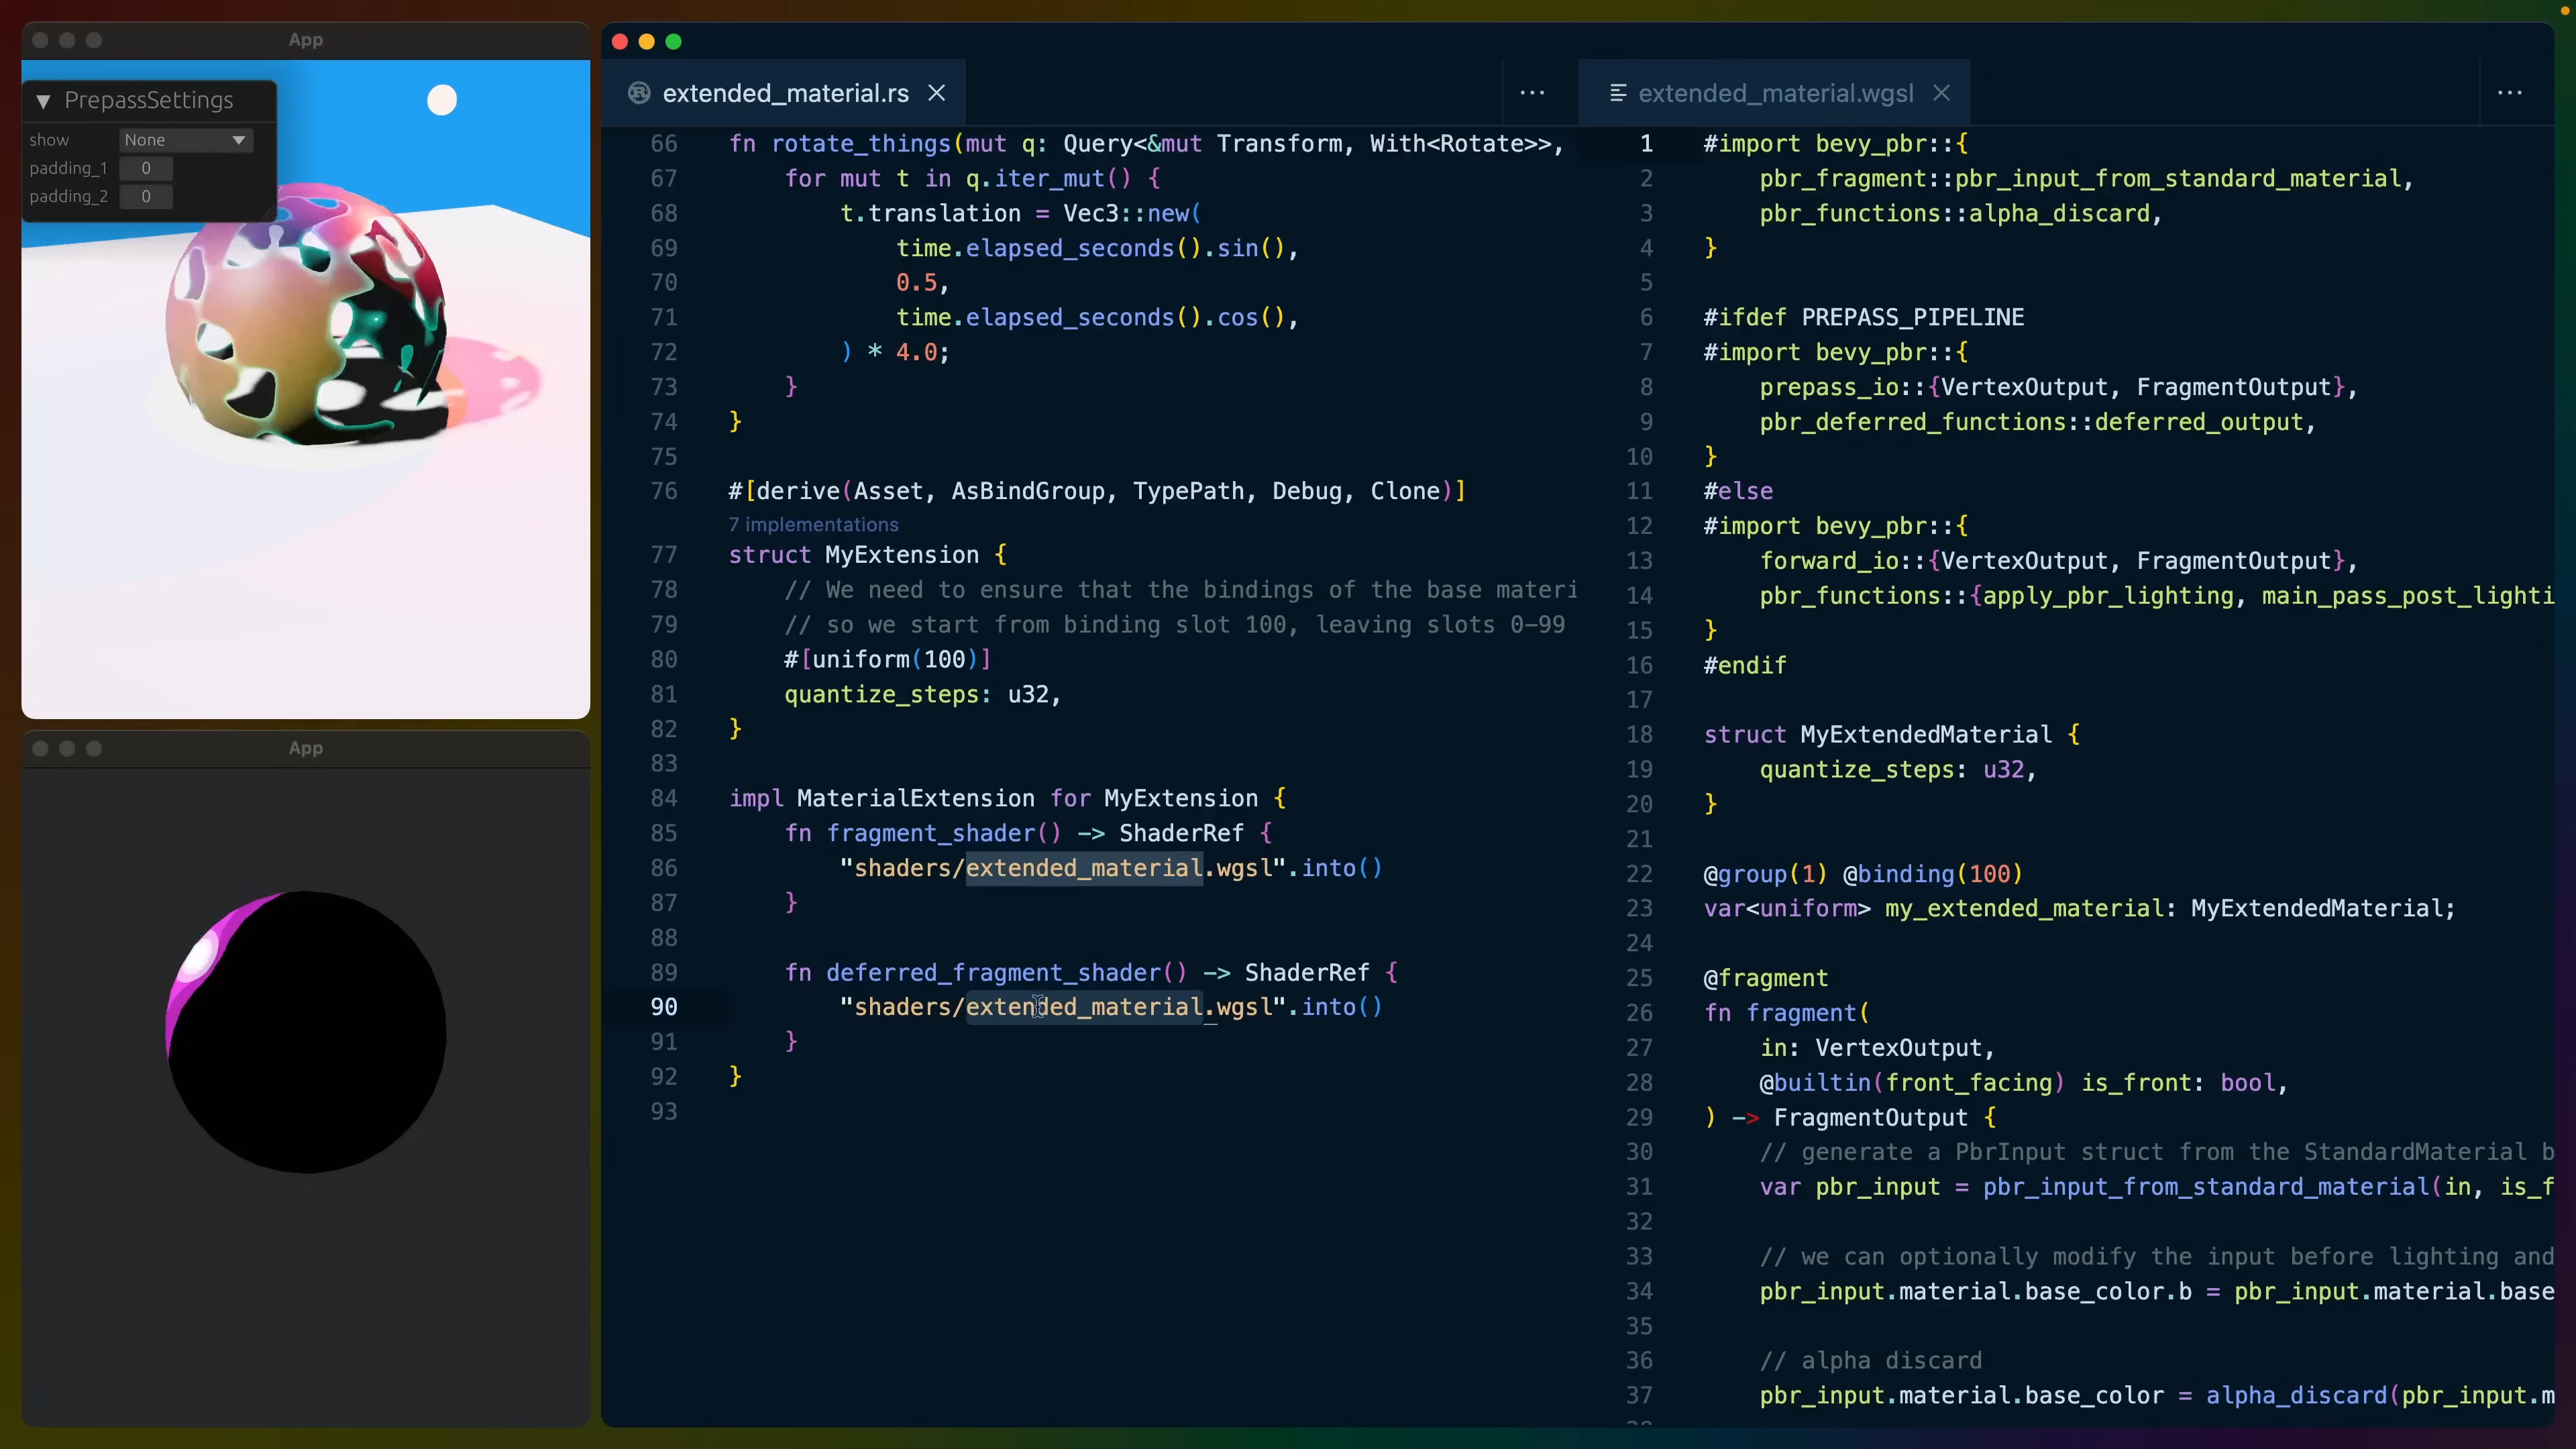 App
PrepassSettings
show None
padding_1 0
padding_2 0
App
extended_material.rs
66 fn rotate_things(mut q: Query<&mut Transform, With<Rotate>>,
67 for mut t in q.iter_mut() {
68 t.translation = Vec3::new(
69 time.elapsed_seconds().sin(),
70 0.5,
71 time.elapsed_seconds().cos(),
72 ) * 4.0;
73 }
74 }
75
76 #[derive(Asset, AsBindGroup, TypePath, Debug, Clone)]
7 implementations
77 struct MyExtension {
78 // We need to ensure that the bindings of the base materi
79 // so we start from binding slot 100, leaving slots 0-99
80 #[uniform(100)]
81 quantize_steps: u32,
82 }
83
84 impl MaterialExtension for MyExtension {
85 fn fragment_shader() -> ShaderRef {
86 "shaders/extended_material.wgsl".into()
87 }
88
89 fn deferred_fragment_shader() -> ShaderRef {
90 "shaders/extended_material.wgsl".into()
91 }
92 }
93
extended_material.wgsl
1 #import bevy_pbr::{
2 pbr_fragment::pbr_input_from_standard_material,
3 pbr_functions::alpha_discard,
4 }
5
6 #ifdef PREPASS_PIPELINE
7 #import bevy_pbr::{
8 prepass_io::{VertexOutput, FragmentOutput},
9 pbr_deferred_functions::deferred_output,
10 }
11 #else
12 #import bevy_pbr::{
13 forward_io::{VertexOutput, FragmentOutput},
14 pbr_functions::{apply_pbr_lighting, main_pass_post_lighti
15 }
16 #endif
17
18 struct MyExtendedMaterial {
19 quantize_steps: u32,
20 }
21
22 @group(1) @binding(100)
23 var<uniform> my_extended_material: MyExtendedMaterial;
24
25 @fragment
26 fn fragment(
27 in: VertexOutput,
28 @builtin(front_facing) is_front: bool,
29 ) -> FragmentOutput {
30 // generate a PbrInput struct from the StandardMaterial b
31 var pbr_input = pbr_input_from_standard_material(in, is_f
32
33 // we can optionally modify the input before lighting and
34 pbr_input.material.base_color.b = pbr_input.material.base
35
36 // alpha discard
37 pbr_input.material.base_color = alpha_discard(pbr_input.m